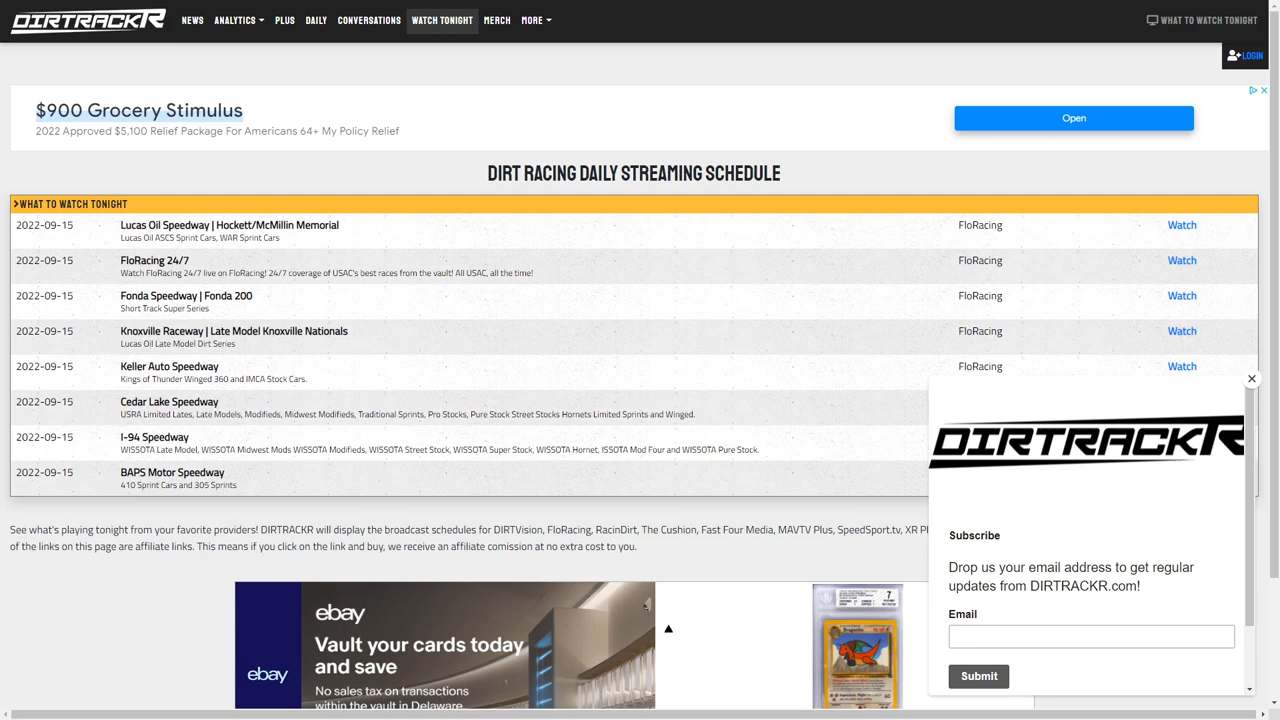 DIRTRACKR
NEWS ANALYTICS PLUS DAILY CONVERSATIONS WATCH TONIGHT MERCH MORE
WHAT TO WATCH TONIGHT
LOGIN
$900 Grocery Stimulus
2022 Approved $5,100 Relief Package For Americans 64+ My Policy Relief
Open
DIRT RACING DAILY STREAMING SCHEDULE
>WHAT TO WATCH TONIGHT
2022-09-15 Lucas Oil Speedway | Hockett/McMillin Memorial FloRacing Watch
Lucas Oil ASCS Sprint Cars, WAR Sprint Cars
2022-09-15 FloRacing 24/7 FloRacing Watch
Watch FloRacing 24/7 live on FloRacing! 24/7 coverage of USAC's best races from the vault! All USAC, all the time!
2022-09-15 Fonda Speedway | Fonda 200 FloRacing Watch
Short Track Super Series
2022-09-15 Knoxville Raceway | Late Model Knoxville Nationals FloRacing Watch
Lucas Oil Late Model Dirt Series
2022-09-15 Keller Auto Speedway FloRacing Watch
Kings of Thunder Winged 360 and IMCA Stock Cars.
2022-09-15 Cedar Lake Speedway
USRA Limited Lates, Late Models, Modifieds, Midwest Modifieds, Traditional Sprints, Pro Stocks, Pure Stock Street Stocks Hornets Limited Sprints and Winged.
2022-09-15 I-94 Speedway
WISSOTA Late Model, WISSOTA Midwest Mods WISSOTA Modifieds, WISSOTA Street Stock, WISSOTA Super Stock, WISSOTA Hornet, ISSOTA Mod Four and WISSOTA Pure Stock.
2022-09-15 BAPS Motor Speedway
410 Sprint Cars and 305 Sprints
See what's playing tonight from your favorite providers! DIRTRACKR will display the broadcast schedules for DIRTVision, FloRacing, RacinDirt, The Cushion, Fast Four Media, MAVTV Plus, SpeedSport.tv, XR Pl
of the links on this page are affiliate links. This means if you click on the link and buy, we receive an affiliate comission at no extra cost to you.
DIRTRACKR
Subscribe
Drop us your email address to get regular
updates from DIRTRACKR.com!
Email
Submit
ebay
ebay
Vault your cards today
and save
No sales tax on transactions
within the vault in Delaware
7
Dragonite